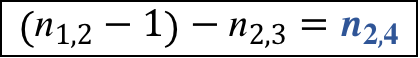 (n₁,₂ − 1) − n₂,₃ = n₂,₄